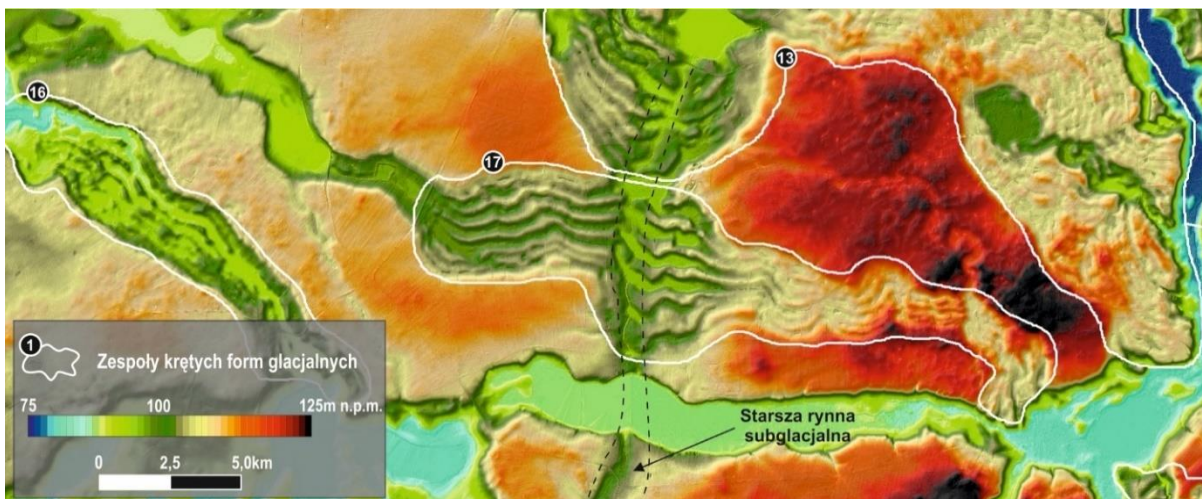 16
13
17
1
Zespoły krętych form glacjalnych
75 100 125m n.p.m.
0 2,5 5,0km
Starsza rynna
subglacjalna